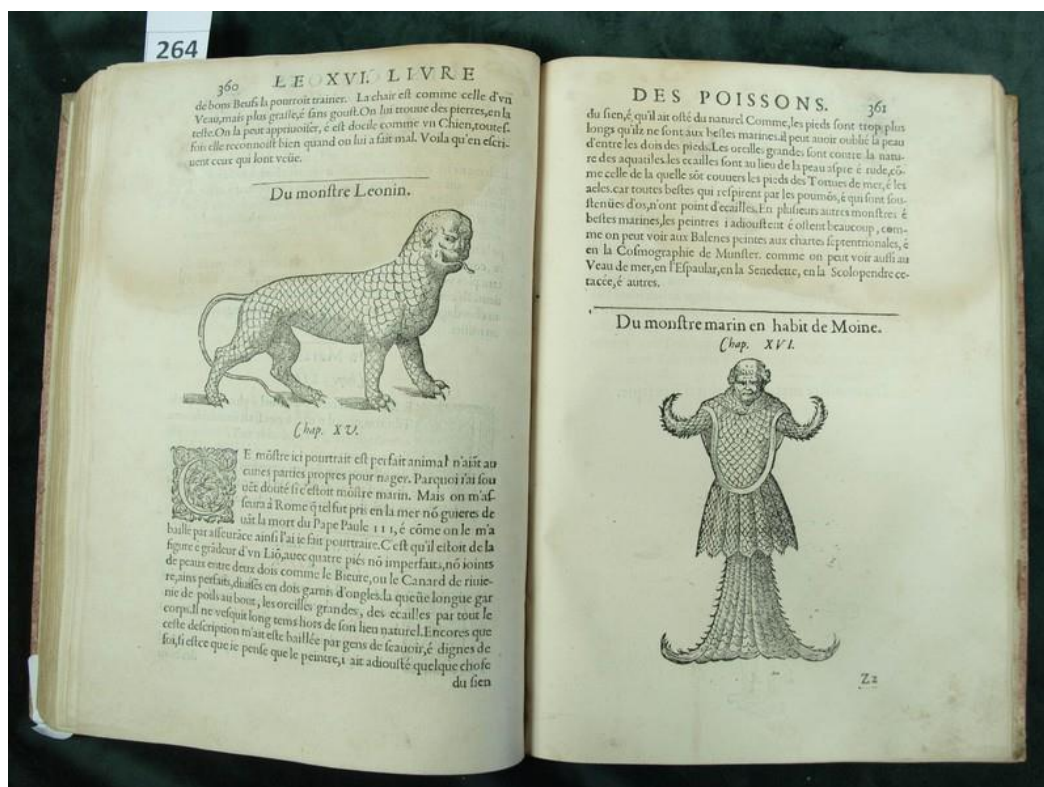 264
360 LE XVI. LIVRE
de bons Beufs la pourroit trainer. La chair eſt comme celle d'vn
Veau, mais plus graſſe, é ſans gouſt. On lui trouue des pierres, en la
teſte. On la peut appriuoiſer, é eſt docile comme vn Chien, touteſ-
fois elle reconnoiſt bien quand on lui a fait mal. Voila qu'en eſcri-
uent ceux qui lont veüe.
Du monſtre Leonin.
Chap. XV.
CE mõſtre ici pourtrait eſt perfait animal n'aiãt au
cunes parties propres pour nager. Parquoi i'ai ſou
uẽt douté ſi c'eſtoit mõſtre marin. Mais on m'aſ-
ſeura à Rome q̃ tel fut pris en la mer nõ guieres de
uãt la mort du Pape Paule III, é cõme on le m'a
baillé par aſſeurãce ainſi l'ai ie fait pourtraire. C'eſt qu'il eſtoit de la
figure e grãdeur d'vn Liõ, auec quatre piés nõ imperfaits, nõ ioints
de peaux entre deux dois comme le Bieure, ou le Canard de riuie-
re, ains perfaits, diuiſés en dois garnis d'ongles. la queüe longue gar
nie de poils au bout, les oreilles grandes, des ecailles par tout le
corps. Il ne veſquit long tems hors de ſon lieu naturel. Encores que
ceſte deſcription m'ait eſte baillée par gens de ſcauoir, é dignes de
foi, ſi eſt ce que ie penſe que le peintre, i ait adiouſté quelque choſe
du ſien
DES POISSONS. 361
du ſien, é, qu'il ait oſté du naturel Comme, les pieds ſont trop plus
longs qu'ilz ne ſont aux beſtes marines. il peut auoir oublié la peau
d'entre les dois des pieds. Les oreilles grandes ſont contre la natu-
re des aquatiles. les ecailles ſont au lieu de la peau aſpre é rude, cõ-
me celle de la quelle sõt couuers les pieds des Tortues de mer, é les
aeles. car toutes beſtes qui reſpirent par les poumõs, é qui ſont ſou-
ſtenües d'os, n'ont point d'ecailles. En pluſieurs autres monſtres é
beſtes marines, les peintres i adiouſtent é oſtent beaucoup, com-
me on peut voir aux Balenes peintes aux chartes ſeptentrionales, é
en la Coſmographie de Munſter. comme on peut voir auſſi au
Veau de mer, en l'Eſpaular, en la Senedette, en la Scolopendre ce-
tacée, é autres.
Du monſtre marin en habit de Moine.
Chap. XVI.
Z2